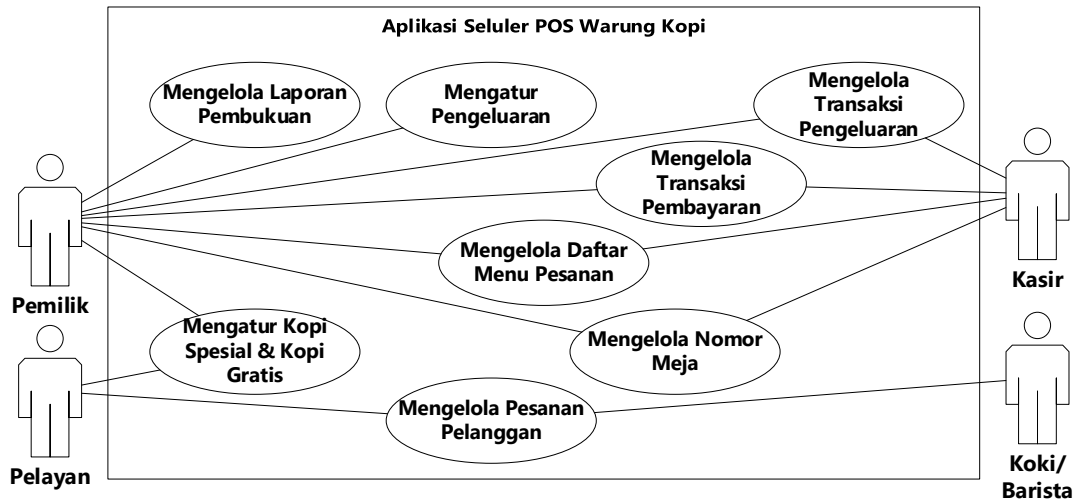 Aplikasi Seluler POS Warung Kopi
Mengelola Laporan
Pembukuan
Mengatur
Pengeluaran
Mengelola
Transaksi
Pengeluaran
Mengelola
Transaksi
Pembayaran
Mengelola Daftar
Menu Pesanan
Pemilik
Kasir
Mengatur Kopi
Spesial & Kopi
Gratis
Mengelola Nomor
Meja
Mengelola Pesanan
Pelanggan
Pelayan
Koki/
Barista